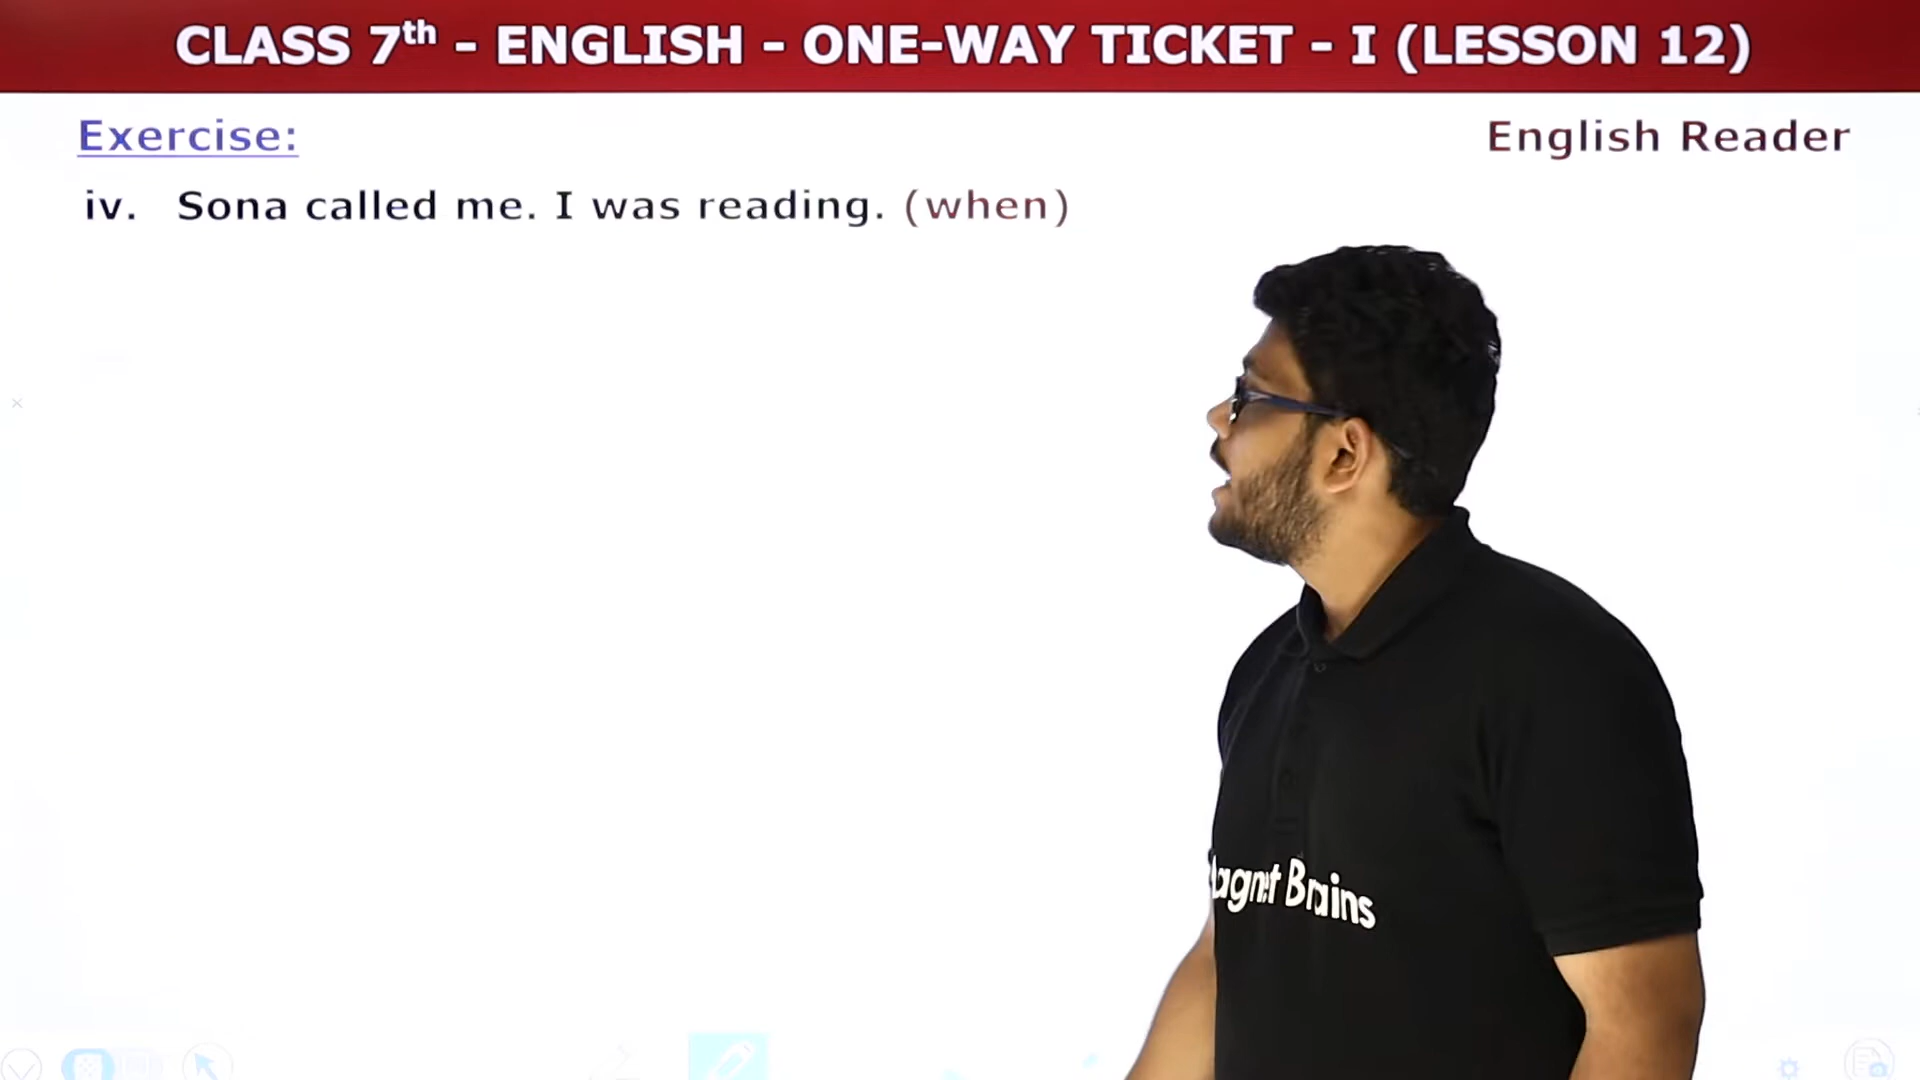 CLASS 7th - ENGLISH - ONE-WAY TICKET - I (LESSON 12)
Exercise:
English Reader
iv. Sona called me. I was reading. (when)
Brains